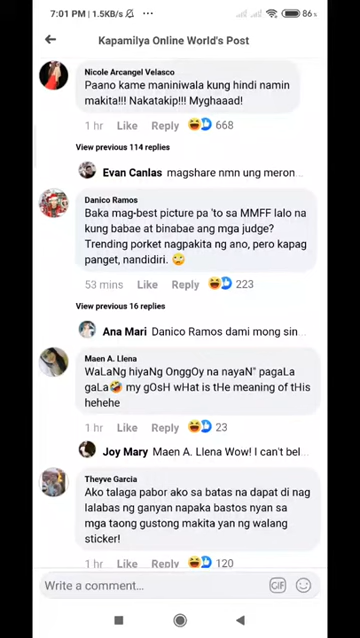 7:01 PM | 1.5KB/s ...
86%
Kapamilya Online World's Post
Nicole Arcangel Velasco
Paano kame maniniwala kung hindi namin
makita!!! Nakatakip!!! Myghaaad!
1 hr Like Reply 668
View previous 114 replies
Evan Canlas magshare nmn ung meron...
Danico Ramos
Baka mag-best picture pa 'to sa MMFF lalo na
kung babae at binabae ang mga judge?
Trending porket nagpakita ng ano, pero kapag
panget, nandidiri. 🙄
53 mins Like Reply 223
View previous 16 replies
Ana Mari Danico Ramos dami mong sin...
Maen A. Llena
WaLaNg hiyaNg OnggOy na nayaN" pagaLa
gaLa🤣 my gOsH wHat is tHe meaning of tHis
hehehe
1 hr Like Reply 23
Joy Mary Maen A. Llena Wow! I can't bel...
Theyve Garcia
Ako talaga pabor ako sa batas na dapat di nag
lalabas ng ganyan napaka bastos nyan sa
mga taong gustong makita yan ng walang
sticker!
1 hr Like Reply 120
Write a comment...
GIF